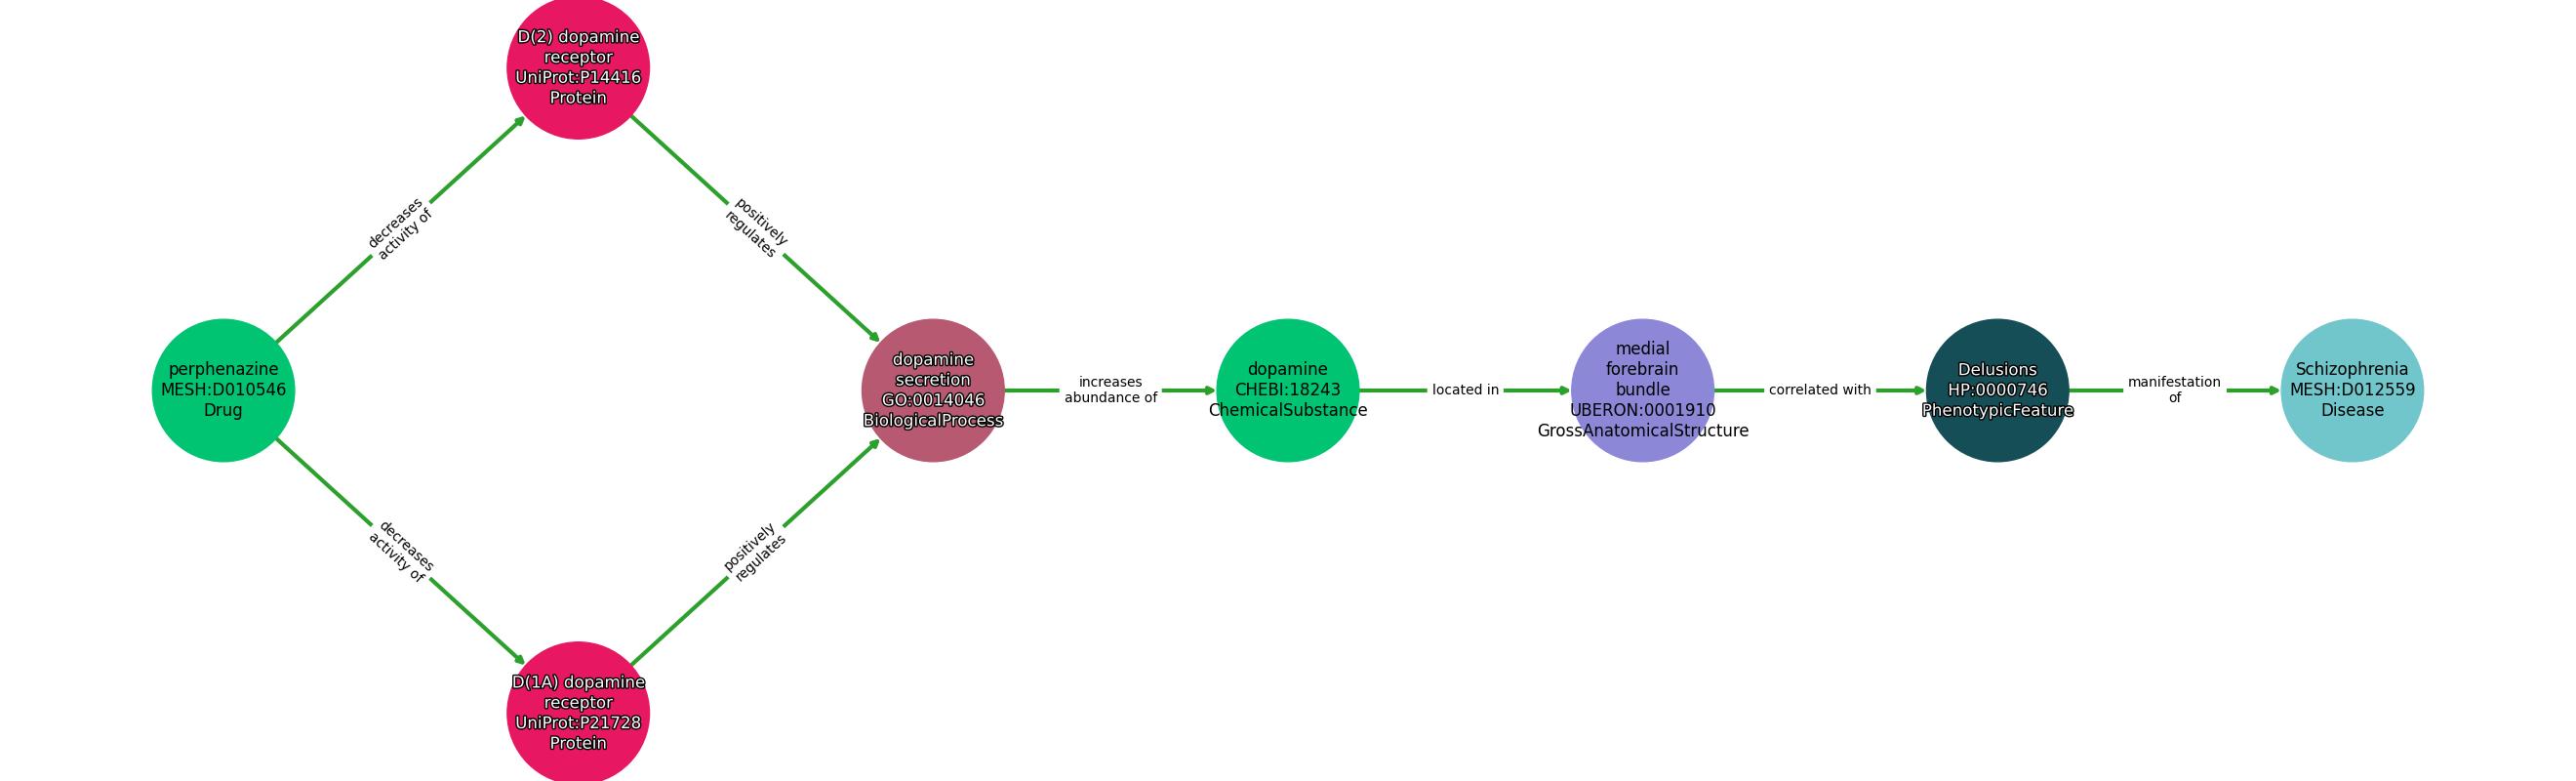 D(2) dopamine
receptor
UniProt:P14416
Protein
decreases
activity of
positively
regulates
perphenazine
MESH:D010546
Drug
dopamine
secretion
GO:0014046
BiologicalProcess
increases
abundance of
dopamine
CHEBI:18243
ChemicalSubstance
located in
medial
forebrain
bundle
UBERON:0001910
GrossAnatomicalStructure
correlated with
Delusions
HP:0000746
PhenotypicFeature
manifestation
of
Schizophrenia
MESH:D012559
Disease
decreases
activity of
positively
regulates
D(1A) dopamine
receptor
UniProt:P21728
Protein